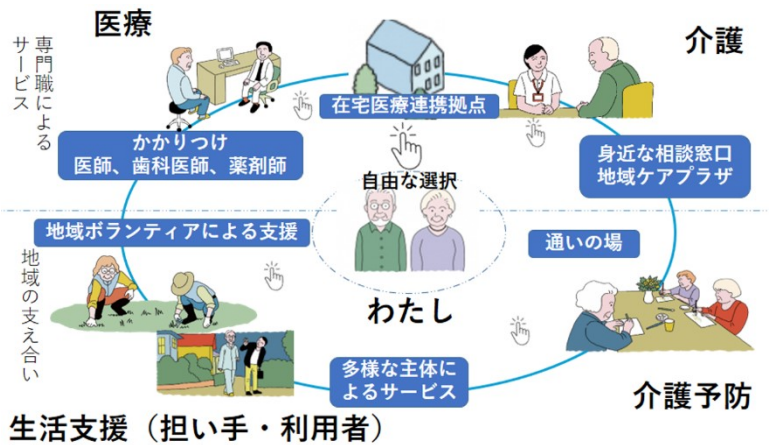 医療
介護
専門職による
サービス
在宅医療連携拠点
かかりつけ
医師、歯科医師、薬剤師
身近な相談窓口
地域ケアプラザ
自由な選択
地域ボランティアによる支援
通いの場
地域の支え合い
わたし
多様な主体に
よるサービス
介護予防
生活支援（担い手・利用者）